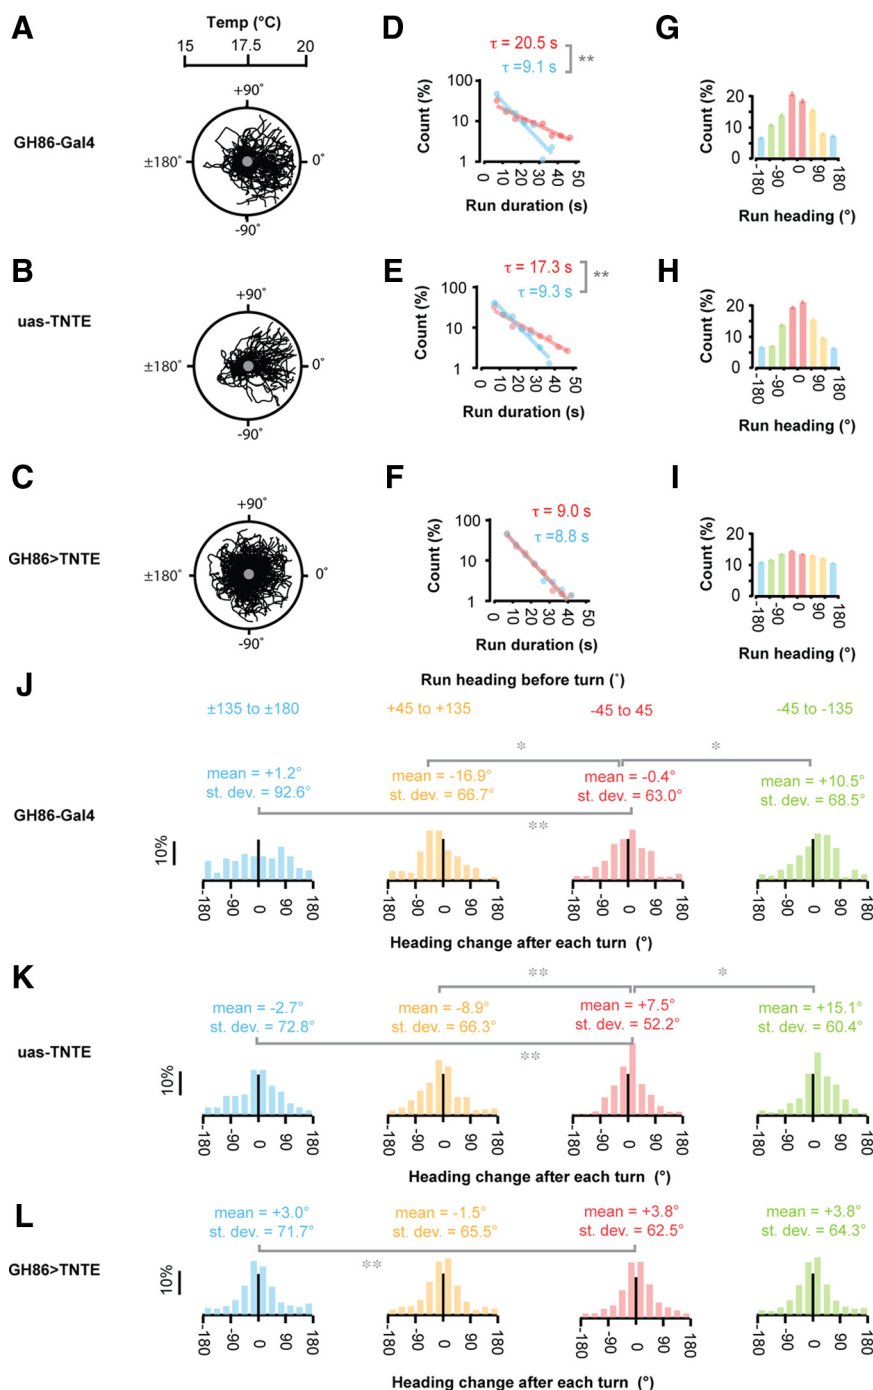 A
Temp (°C)
15 17.5 20
GH86-Gal4
+90˚
±180˚
0˚
-90˚
D
τ = 20.5 s
τ =9.1 s
**
Count (%)
100
10
1
0 10 20 30 40 50
Run duration (s)
G
Count (%)
20
10
0
-180 -90 0 90 180
Run heading (°)
B
uas-TNTE
+90˚
±180˚
0˚
-90˚
E
τ = 17.3 s
τ =9.3 s
**
Count (%)
100
10
1
0 10 20 30 40 50
Run duration (s)
H
Count (%)
20
10
0
-180 -90 0 90 180
Run heading (°)
C
GH86>TNTE
+90˚
±180˚
0˚
-90˚
F
τ = 9.0 s
τ =8.8 s
Count (%)
100
10
1
0 10 20 30 40 50
Run duration (s)
I
Count (%)
20
10
0
-180 -90 0 90 180
Run heading (°)
J
Run heading before turn (˚)
±135 to ±180 +45 to +135 -45 to 45 -45 to -135
* *
GH86-Gal4
mean = +1.2° mean = -16.9° mean = -0.4° mean = +10.5°
st. dev. = 92.6° st. dev. = 66.7° st. dev. = 63.0° st. dev. = 68.5°
**
10%
-180 -90 0 90 180 -180 -90 0 90 180 -180 -90 0 90 180 -180 -90 0 90 180
Heading change after each turn (°)
K
** *
uas-TNTE
mean = -2.7° mean = -8.9° mean = +7.5° mean = +15.1°
st. dev. = 72.8° st. dev. = 66.3° st. dev. = 52.2° st. dev. = 60.4°
**
10%
-180 -90 0 90 180 -180 -90 0 90 180 -180 -90 0 90 180 -180 -90 0 90 180
Heading change after each turn (°)
L
GH86>TNTE
mean = +3.0° mean = -1.5° mean = +3.8° mean = +3.8°
st. dev. = 71.7° st. dev. = 65.5° st. dev. = 62.5° st. dev. = 64.3°
**
10%
-180 -90 0 90 180 -180 -90 0 90 180 -180 -90 0 90 180 -180 -90 0 90 180
Heading change after each turn (°)